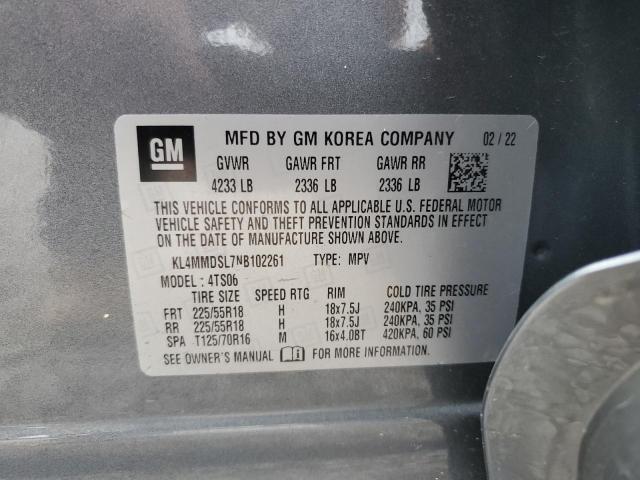 GM MFD BY GM KOREA COMPANY 02 / 22
GVWR GAWR FRT GAWR RR
4233 LB 2336 LB 2336 LB
THIS VEHICLE CONFORMS TO ALL APPLICABLE U.S. FEDERAL MOTOR
VEHICLE SAFETY AND THEFT PREVENTION STANDARDS IN EFFECT
ON THE DATE OF MANUFACTURE SHOWN ABOVE.
KL4MMDSL7NB102261 TYPE: MPV
MODEL : 4TS06
TIRE SIZE SPEED RTG RIM COLD TIRE PRESSURE
FRT 225/55R18 H 18x7.5J 240KPA, 35 PSI
RR 225/55R18 H 18x7.5J 240KPA, 35 PSI
SPA T125/70R16 M 16x4.0BT 420KPA, 60 PSI
SEE OWNER'S MANUAL FOR MORE INFORMATION.